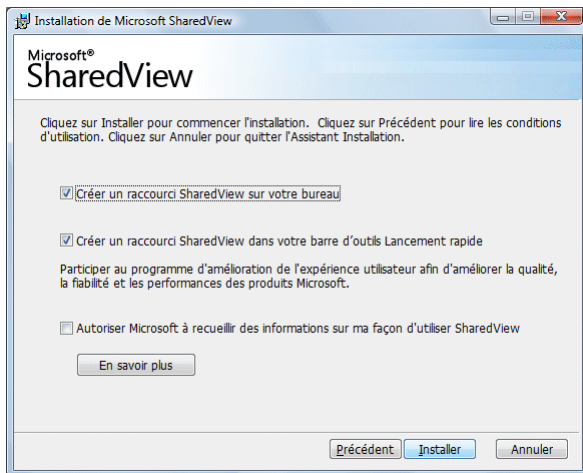 Installation de Microsoft SharedView
Microsoft®
SharedView
Cliquez sur Installer pour commencer l'installation. Cliquez sur Précédent pour lire les conditions
d'utilisation. Cliquez sur Annuler pour quitter l'Assistant Installation.
Créer un raccourci SharedView sur votre bureau
Créer un raccourci SharedView dans votre barre d'outils Lancement rapide
Participer au programme d'amélioration de l'expérience utilisateur afin d'améliorer la qualité,
la fiabilité et les performances des produits Microsoft.
Autoriser Microsoft à recueillir des informations sur ma façon d'utiliser SharedView
En savoir plus
Précédent Installer Annuler